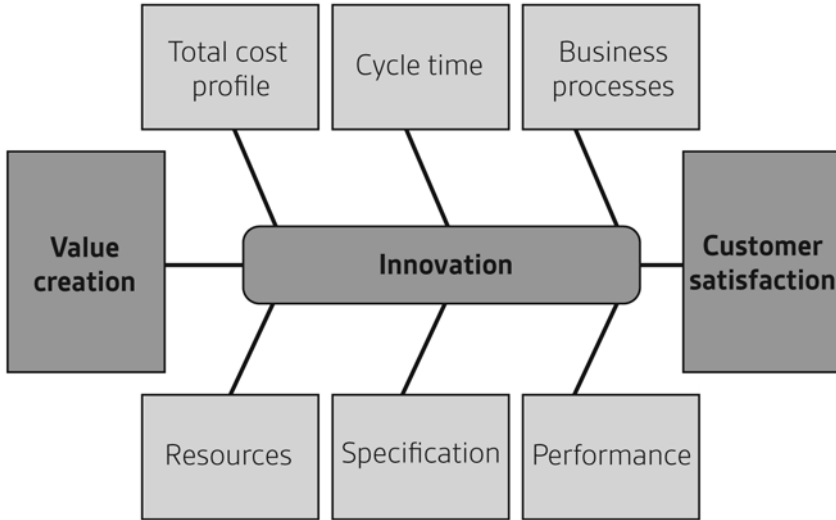 Total cost
profile
Cycle time
Business
processes
Value
creation
Innovation
Customer
satisfaction
Resources
Specification
Performance